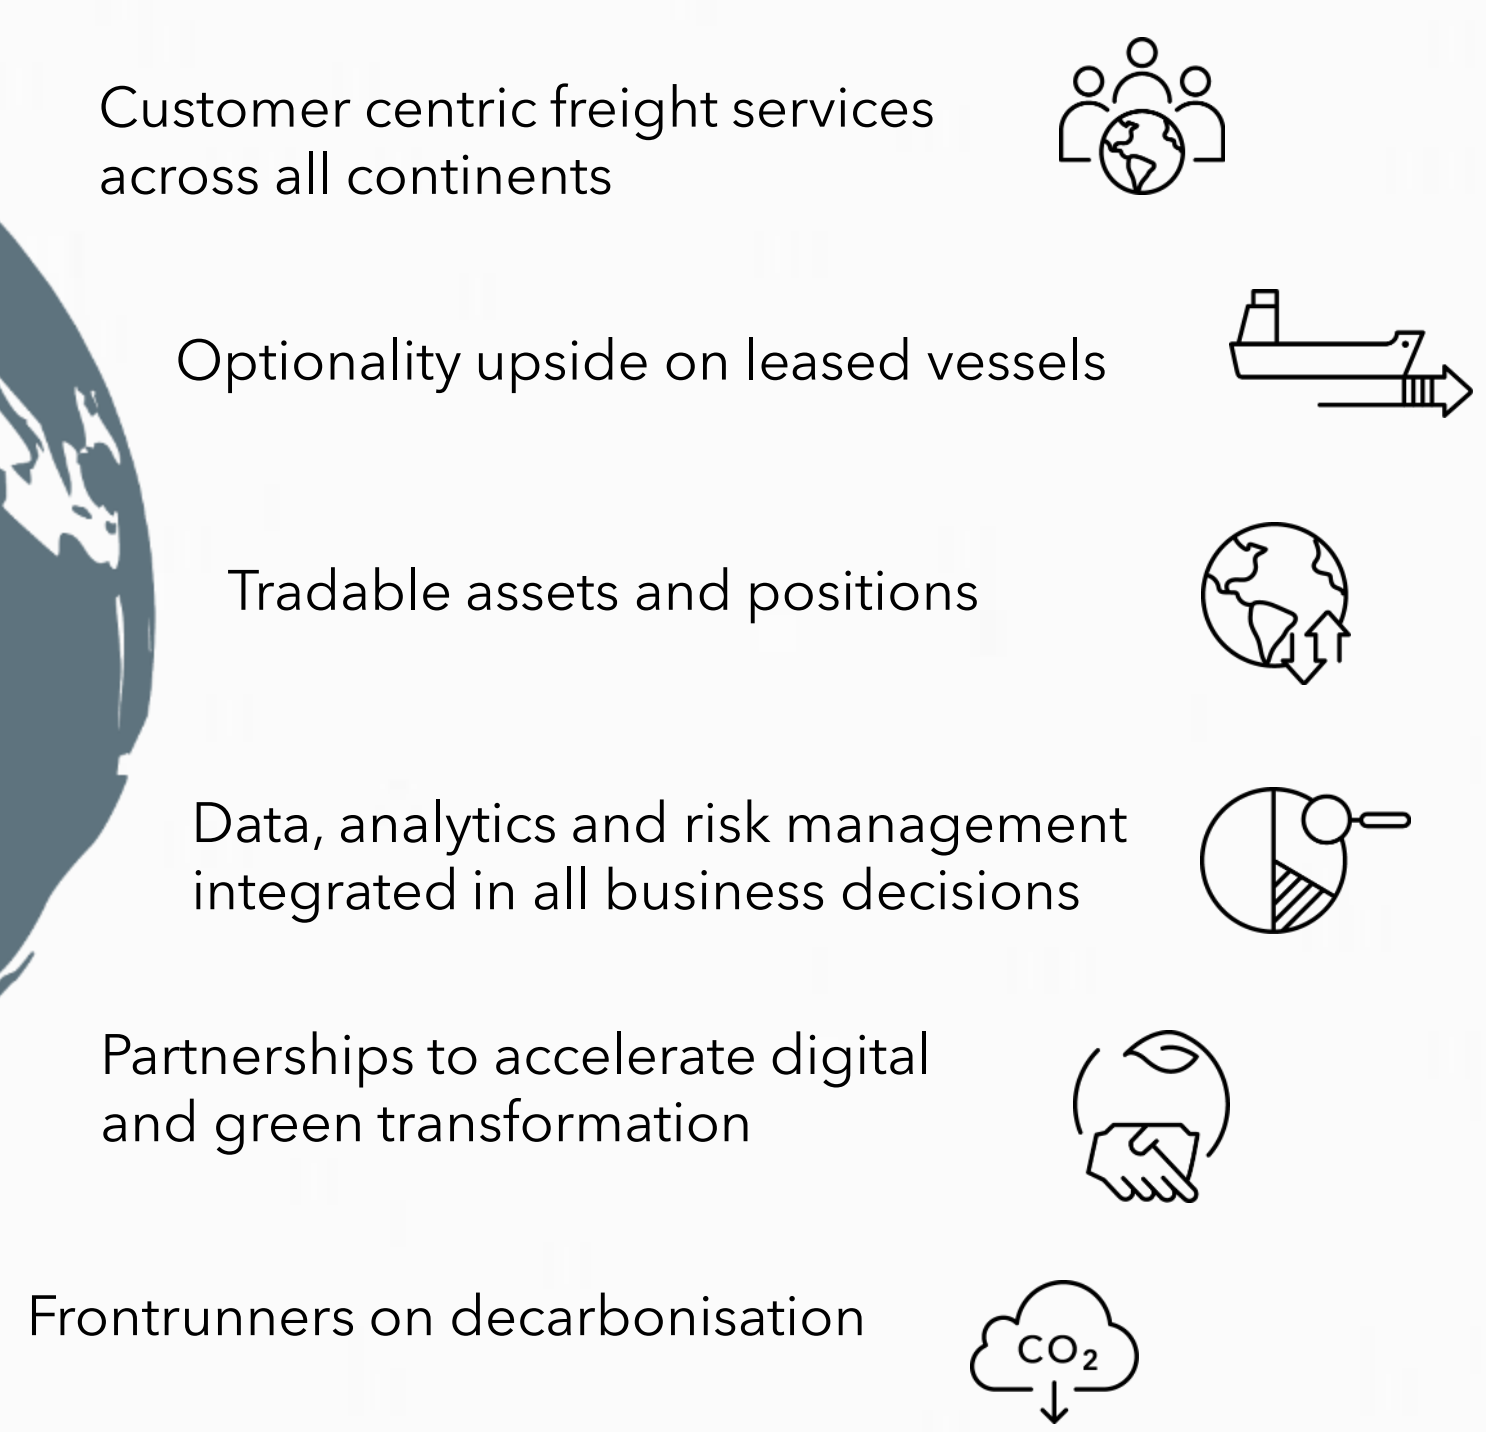 Customer centric freight services
across all continents
Optionality upside on leased vessels
Tradable assets and positions
Data, analytics and risk management
integrated in all business decisions
Partnerships to accelerate digital
and green transformation
Frontrunners on decarbonisation
CO₂